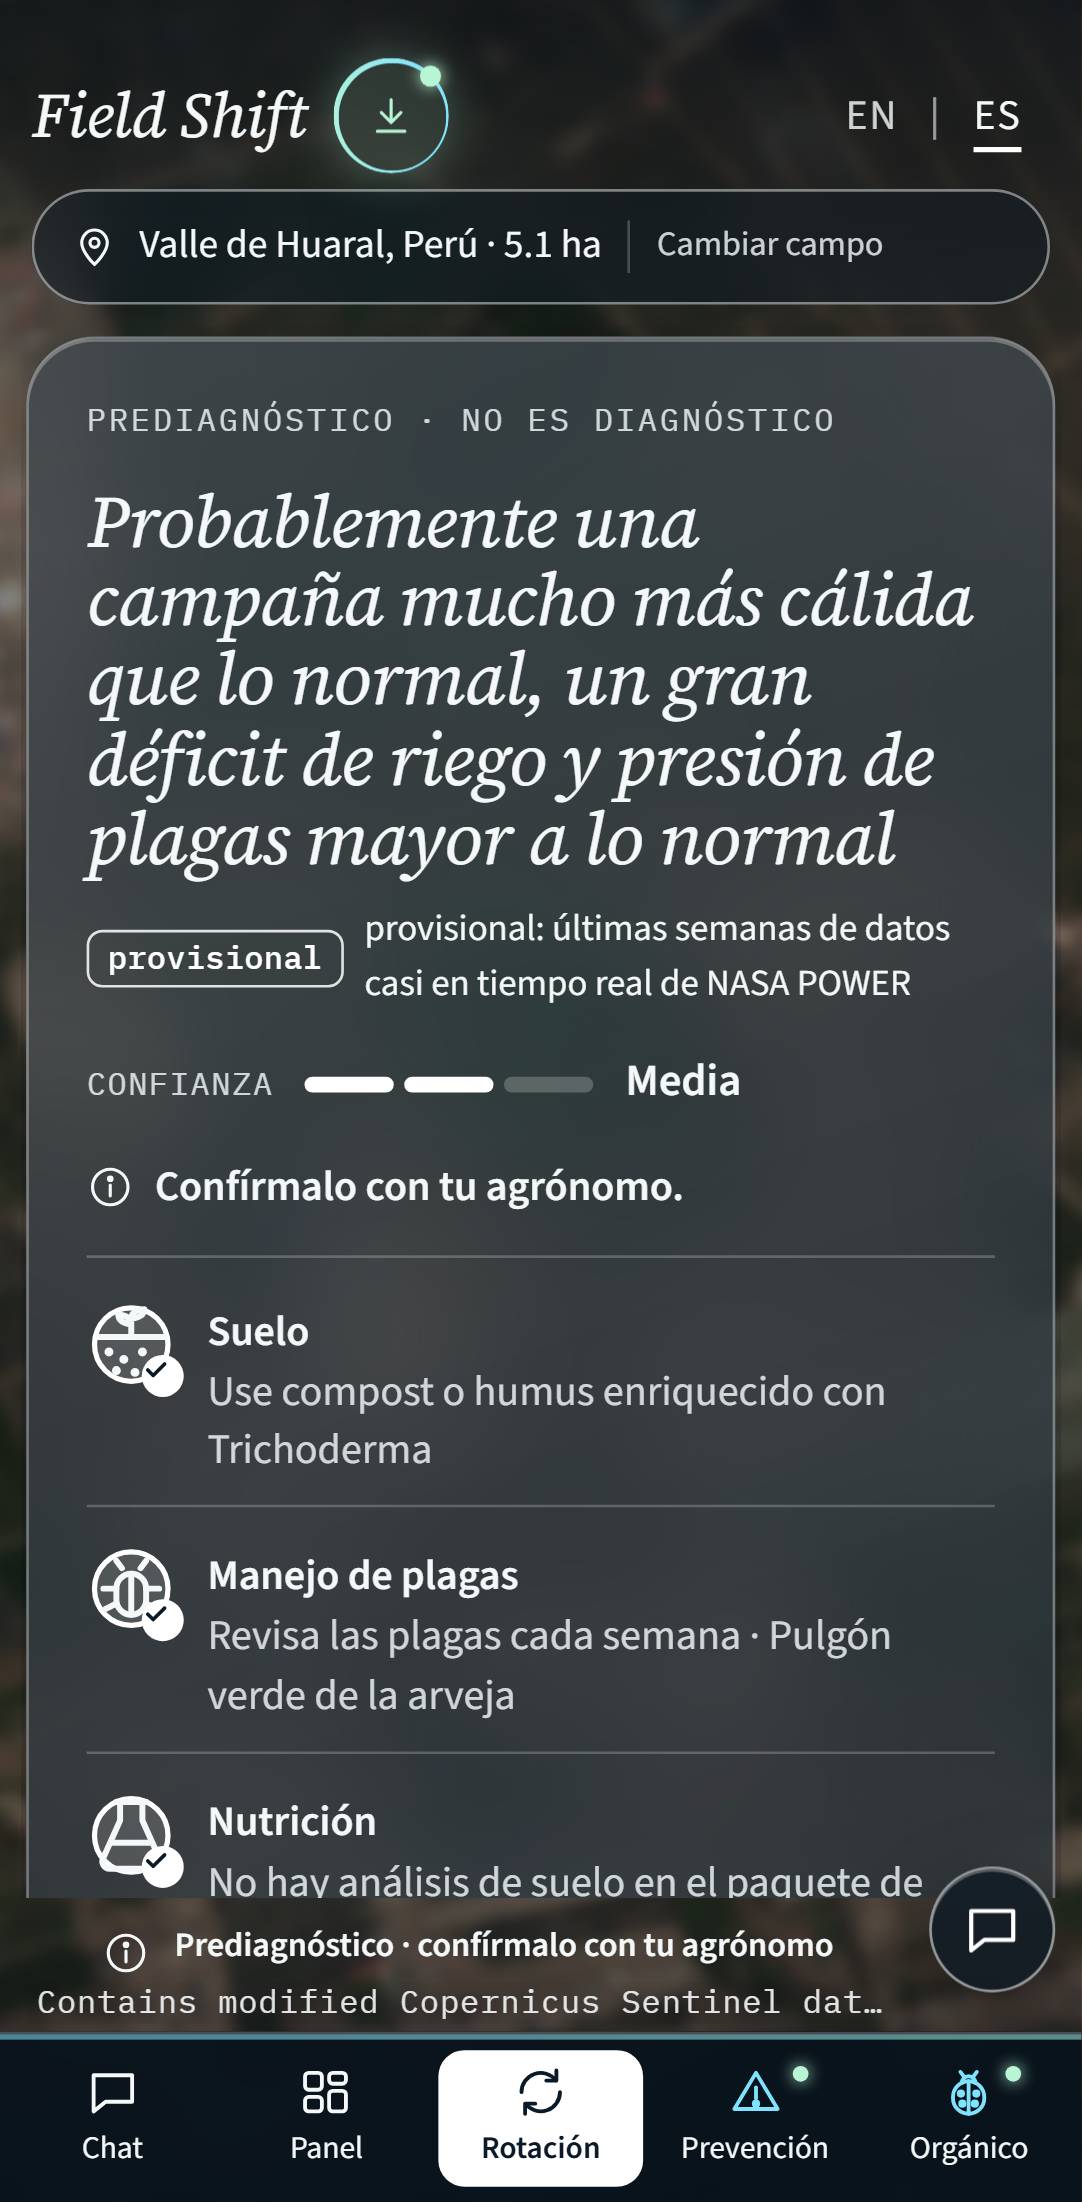 Field Shift
EN | ES
Valle de Huaral, Perú · 5.1 ha | Cambiar campo
PREDIAGNÓSTICO · NO ES DIAGNÓSTICO
Probablemente una
campaña mucho más cálida
que lo normal, un gran
déficit de riego y presión de
plagas mayor a lo normal
provisional
provisional: últimas semanas de datos
casi en tiempo real de NASA POWER
CONFIANZA Media
Confírmalo con tu agrónomo.
Suelo
Use compost o humus enriquecido con
Trichoderma
Manejo de plagas
Revisa las plagas cada semana · Pulgón
verde de la arveja
Nutrición
No hay análisis de suelo en el paquete de
Prediagnóstico · confírmalo con tu agrónomo
Contains modified Copernicus Sentinel dat…
Chat
Panel
Rotación
Prevención
Orgánico